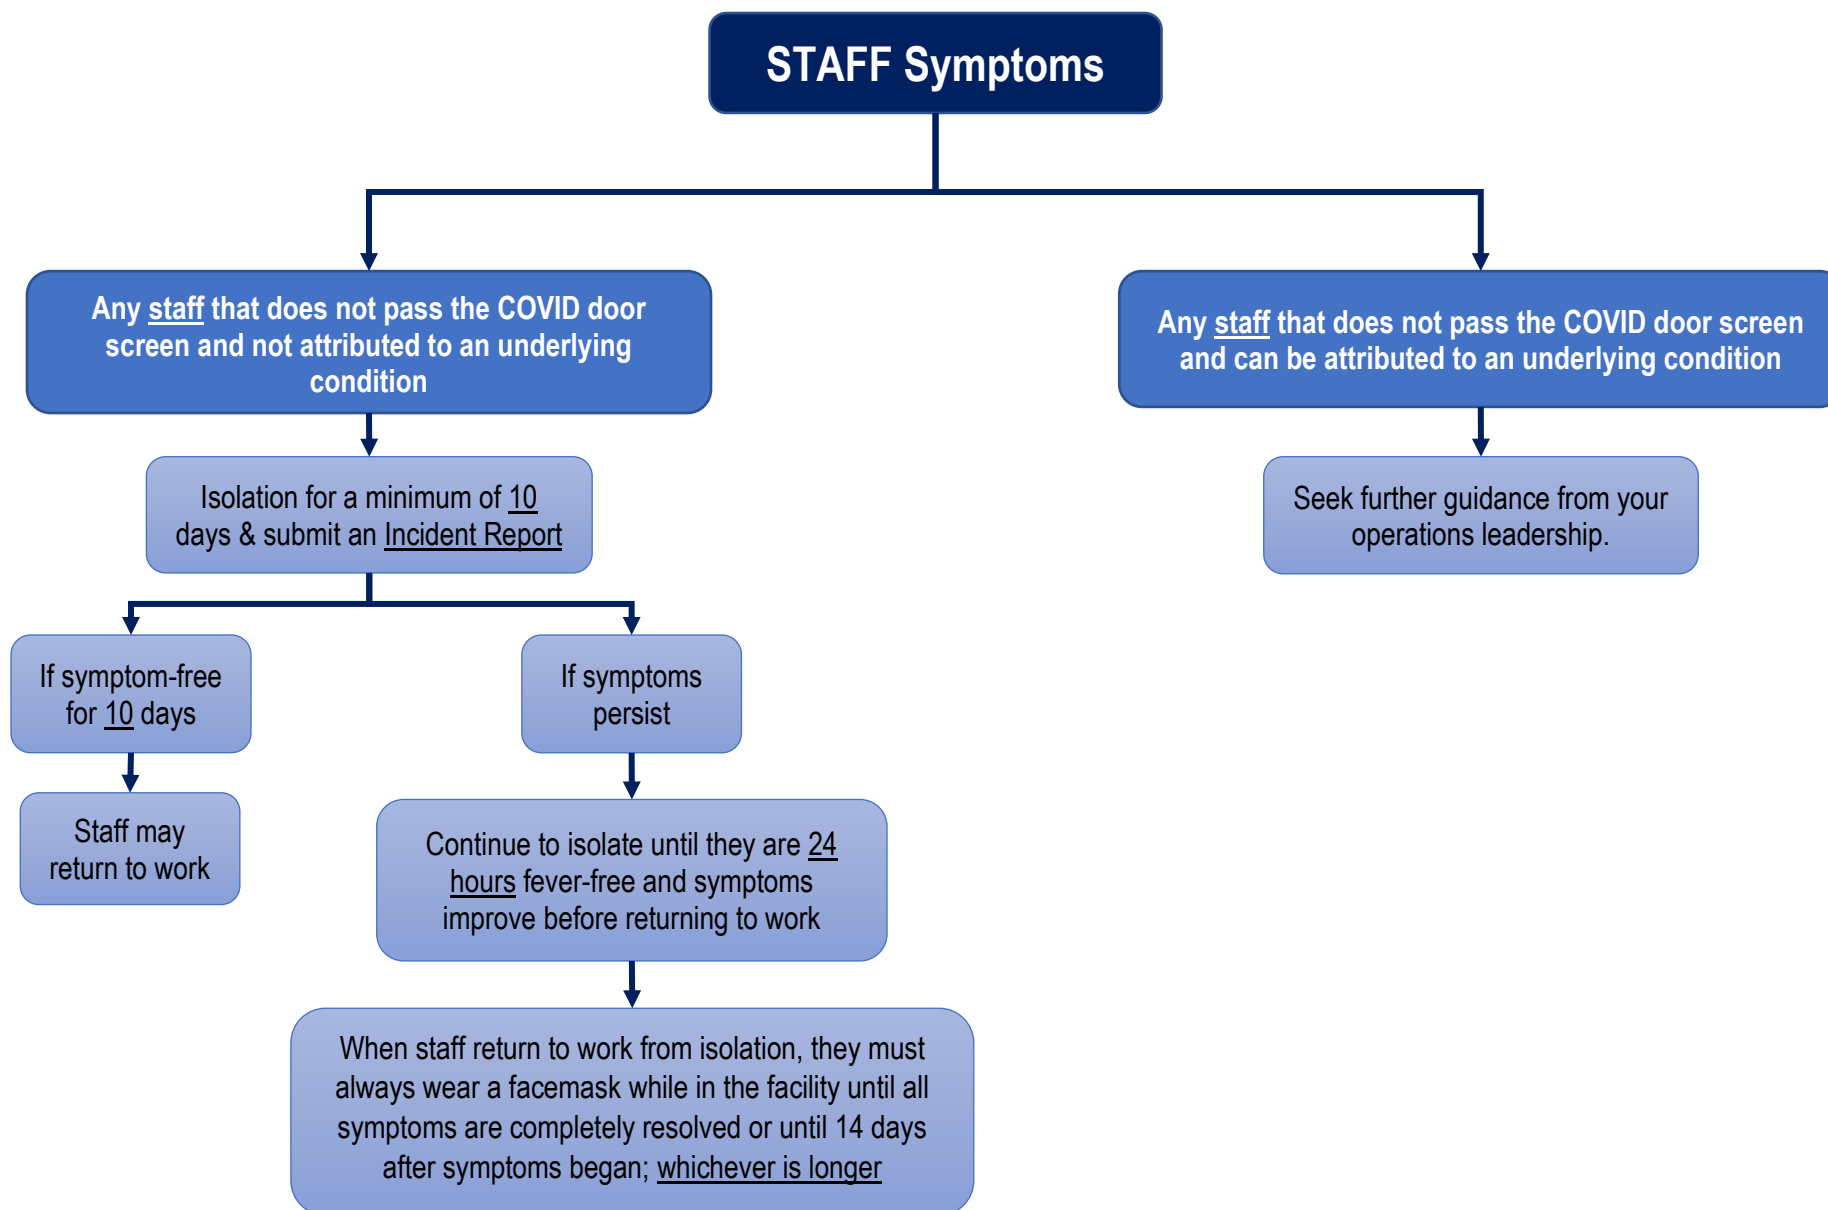 STAFF Symptoms
Any staff that does not pass the COVID door
screen and not attributed to an underlying
condition
Any staff that does not pass the COVID door screen
and can be attributed to an underlying condition
Isolation for a minimum of 10
days & submit an Incident Report
Seek further guidance from your
operations leadership.
If symptom-free
for 10 days
If symptoms
persist
Staff may
return to work
Continue to isolate until they are 24
hours fever-free and symptoms
improve before returning to work
When staff return to work from isolation, they must
always wear a facemask while in the facility until all
symptoms are completely resolved or until 14 days
after symptoms began; whichever is longer